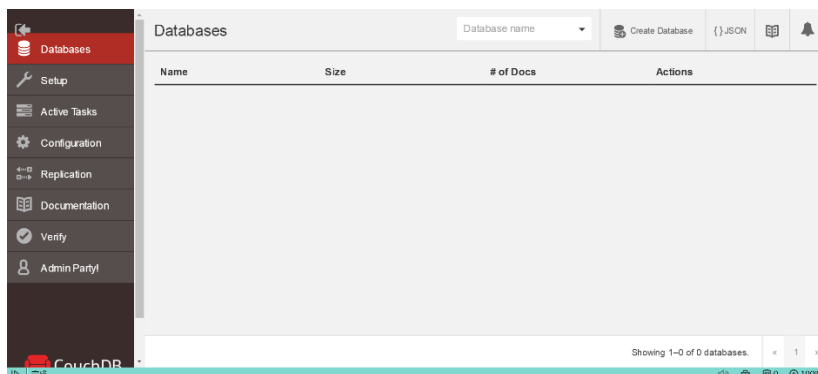 Databases
Database name
Create Database
{ } JSON
Name
Size
# of Docs
Actions
Databases
Setup
Active Tasks
Configuration
Replication
Documentation
Verify
Admin Party!
Showing 1–0 of 0 databases.
«
1
CouchDB